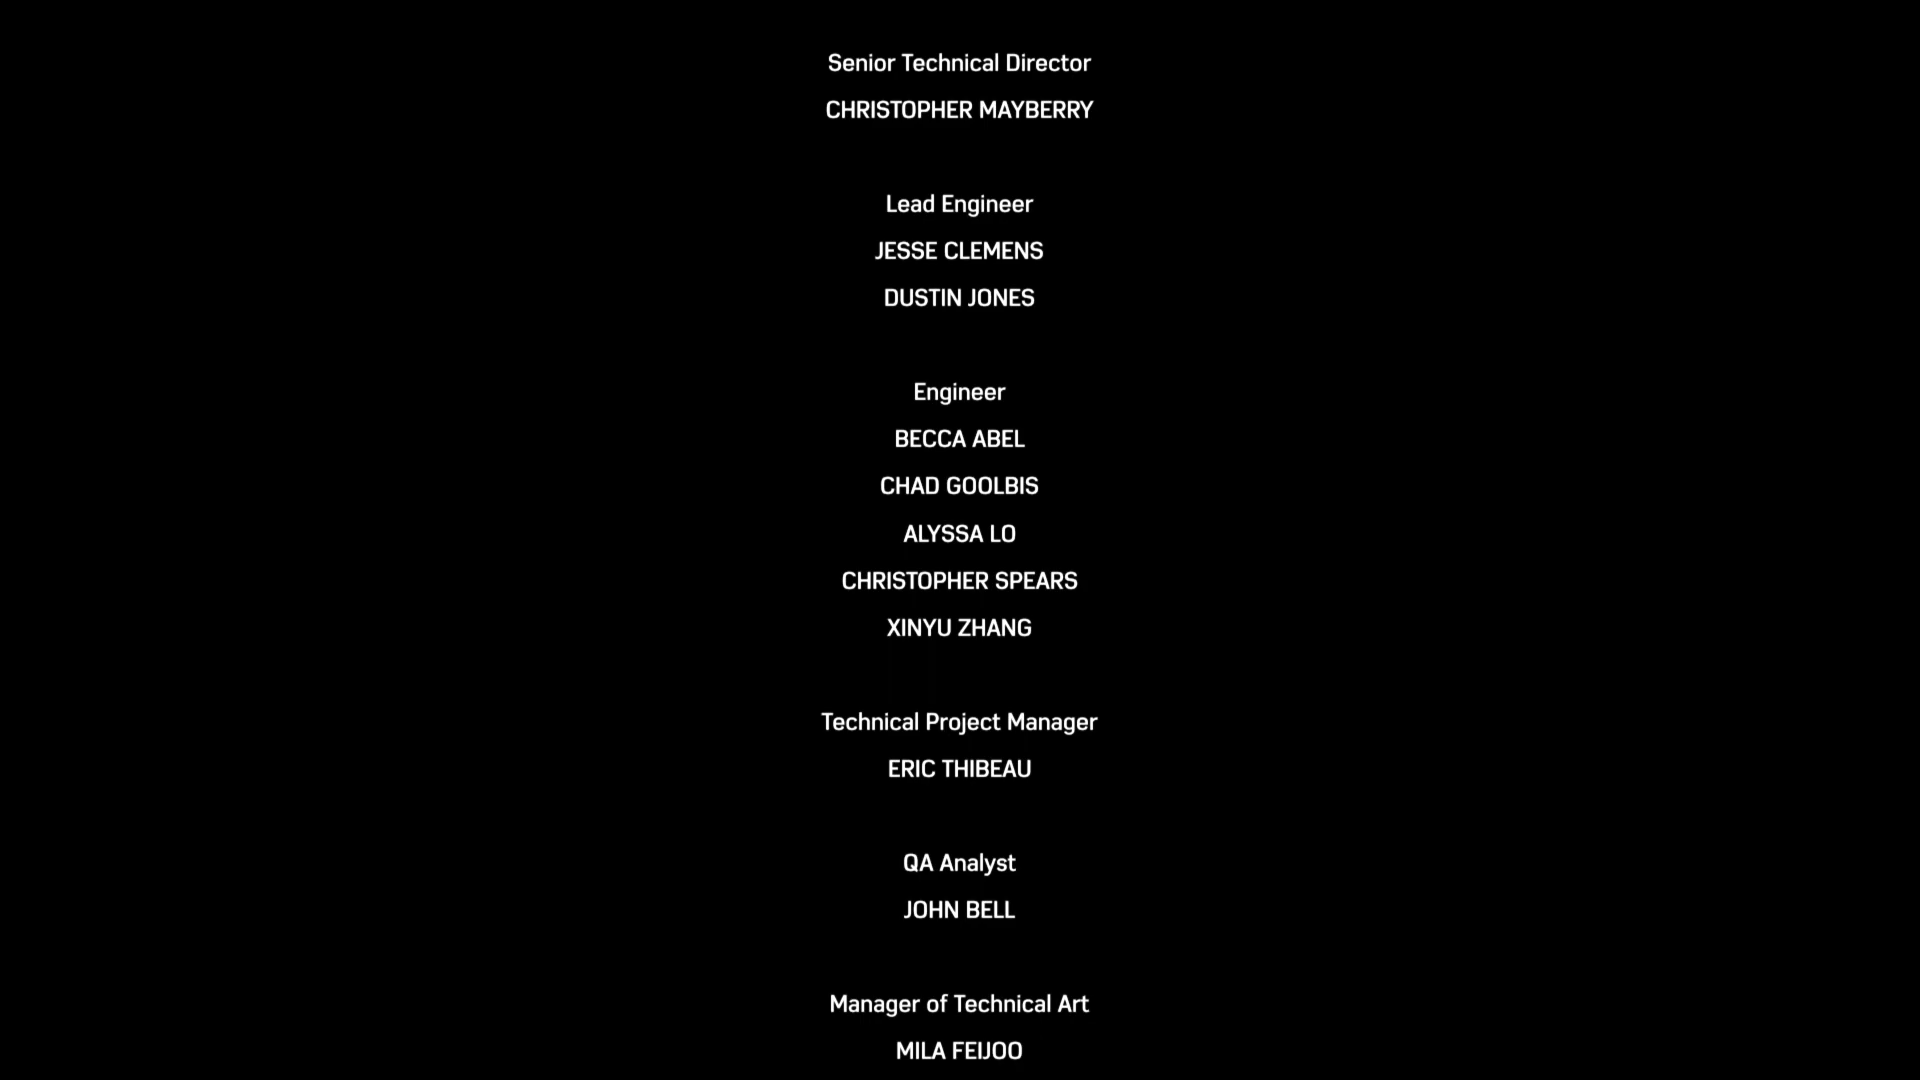 Senior Technical Director
CHRISTOPHER MAYBERRY
Lead Engineer
JESSE CLEMENS
DUSTIN JONES
Engineer
BECCA ABEL
CHAD GOOLBIS
ALYSSA LO
CHRISTOPHER SPEARS
XINYU ZHANG
Technical Project Manager
ERIC THIBEAU
QA Analyst
JOHN BELL
Manager of Technical Art
MILA FEIJOO